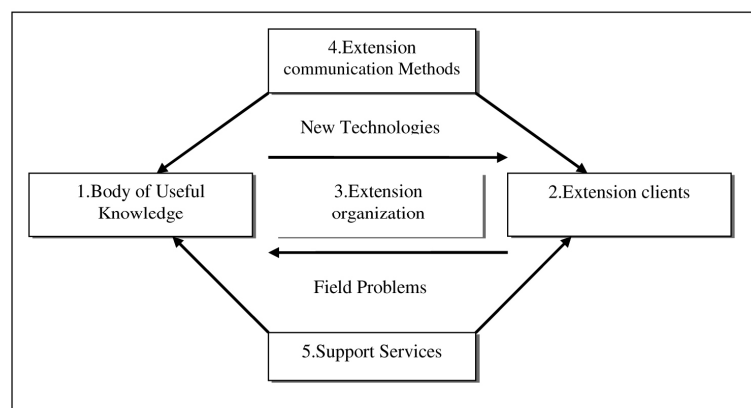 4.Extension
communication Methods
New Technologies
1.Body of Useful
Knowledge
3.Extension
organization
2.Extension clients
Field Problems
5.Support Services